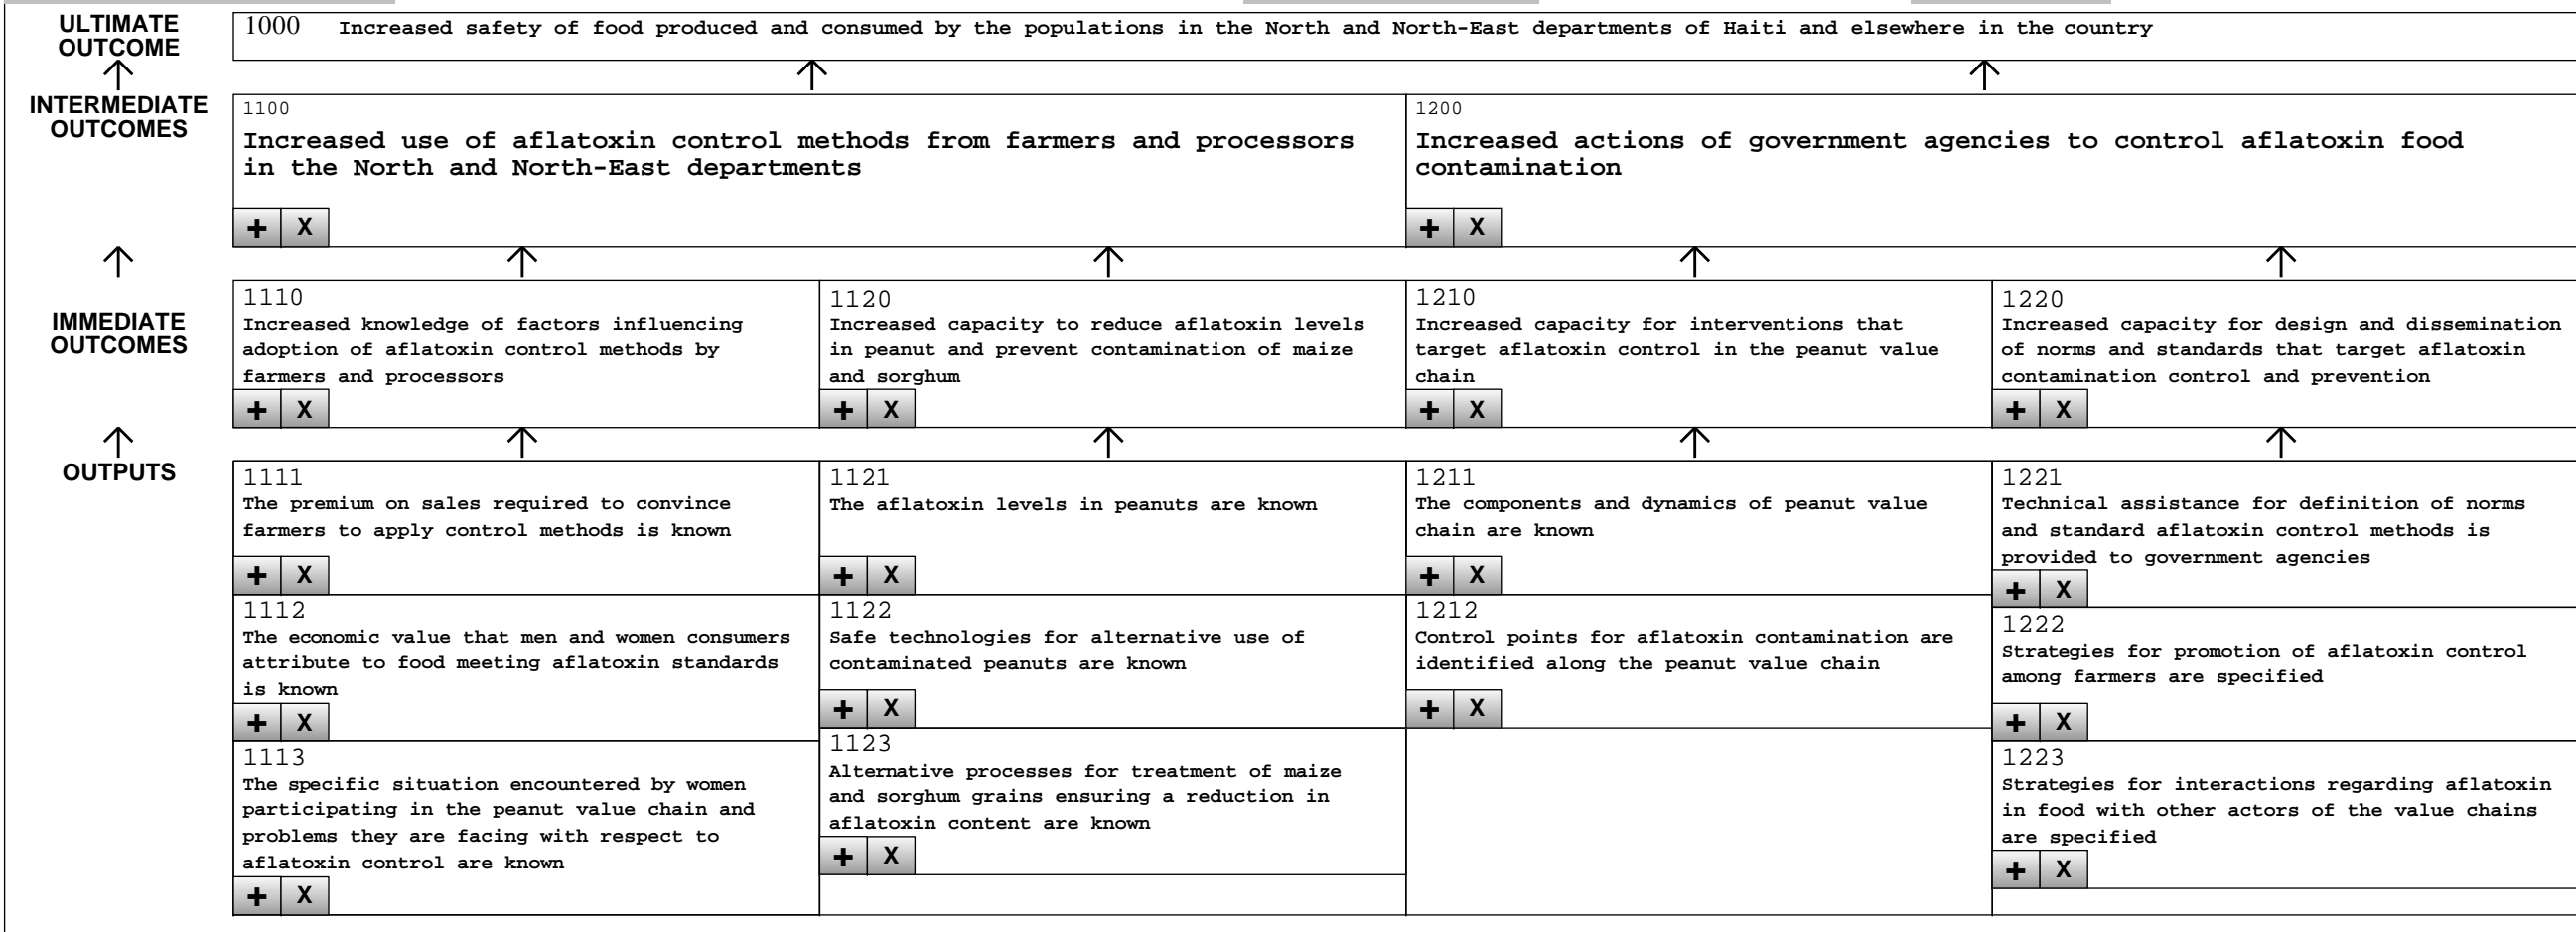 ULTIMATE
OUTCOME
1000 Increased safety of food produced and consumed by the populations in the North and North-East departments of Haiti and elsewhere in the country
INTERMEDIATE
OUTCOMES
1100
Increased use of aflatoxin control methods from farmers and processors
in the North and North-East departments
+ X
1200
Increased actions of government agencies to control aflatoxin food
contamination
+ X
IMMEDIATE
OUTCOMES
1110
Increased knowledge of factors influencing
adoption of aflatoxin control methods by
farmers and processors
+ X
1120
Increased capacity to reduce aflatoxin levels
in peanut and prevent contamination of maize
and sorghum
+ X
1210
Increased capacity for interventions that
target aflatoxin control in the peanut value
chain
+ X
1220
Increased capacity for design and dissemination
of norms and standards that target aflatoxin
contamination control and prevention
+ X
OUTPUTS
1111
The premium on sales required to convince
farmers to apply control methods is known
+ X
1112
The economic value that men and women consumers
attribute to food meeting aflatoxin standards
is known
+ X
1113
The specific situation encountered by women
participating in the peanut value chain and
problems they are facing with respect to
aflatoxin control are known
+ X
1121
The aflatoxin levels in peanuts are known
+ X
1122
Safe technologies for alternative use of
contaminated peanuts are known
+ X
1123
Alternative processes for treatment of maize
and sorghum grains ensuring a reduction in
aflatoxin content are known
+ X
1211
The components and dynamics of peanut value
chain are known
+ X
1212
Control points for aflatoxin contamination are
identified along the peanut value chain
+ X
1221
Technical assistance for definition of norms
and standard aflatoxin control methods is
provided to government agencies
+ X
1222
Strategies for promotion of aflatoxin control
among farmers are specified
+ X
1223
Strategies for interactions regarding aflatoxin
in food with other actors of the value chains
are specified
+ X